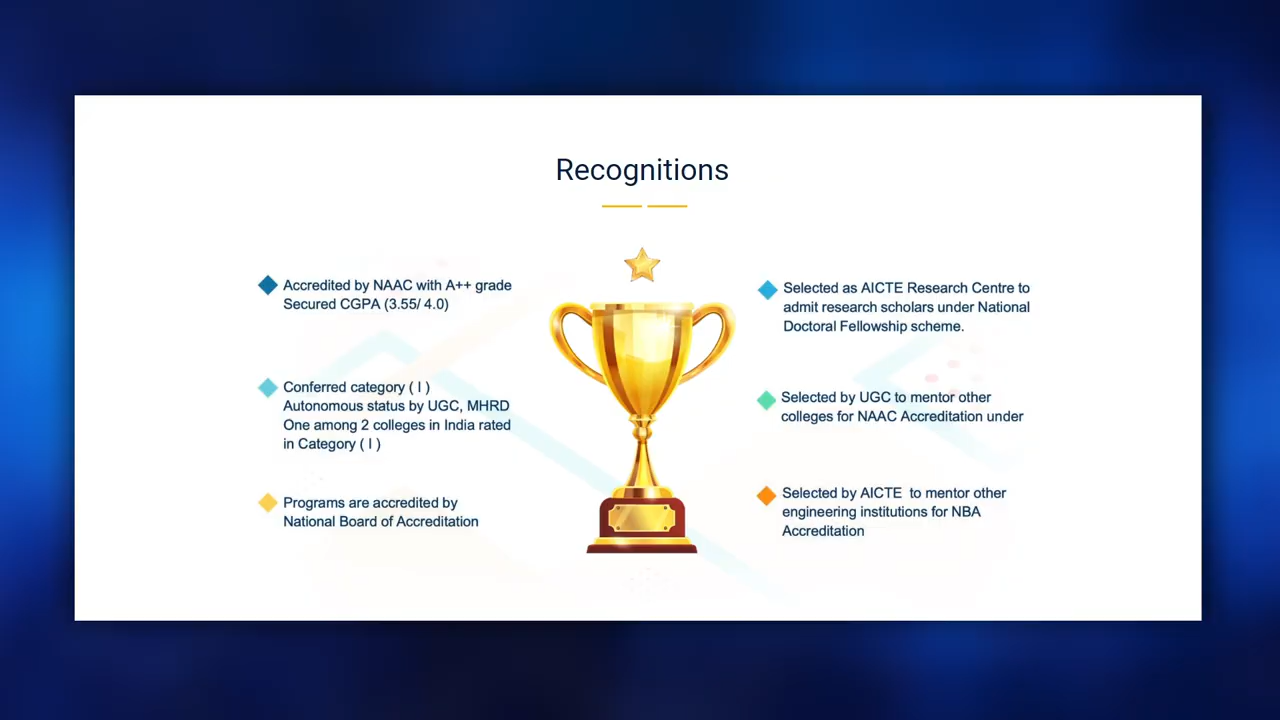 Recognitions
Accredited by NAAC with A++ grade
Secured CGPA (3.55/ 4.0)
Conferred category ( I )
Autonomous status by UGC, MHRD
One among 2 colleges in India rated
in Category ( I )
Programs are accredited by
National Board of Accreditation
Selected as AICTE Research Centre to
admit research scholars under National
Doctoral Fellowship scheme.
Selected by UGC to mentor other
colleges for NAAC Accreditation under
Selected by AICTE  to mentor other
engineering institutions for NBA
Accreditation